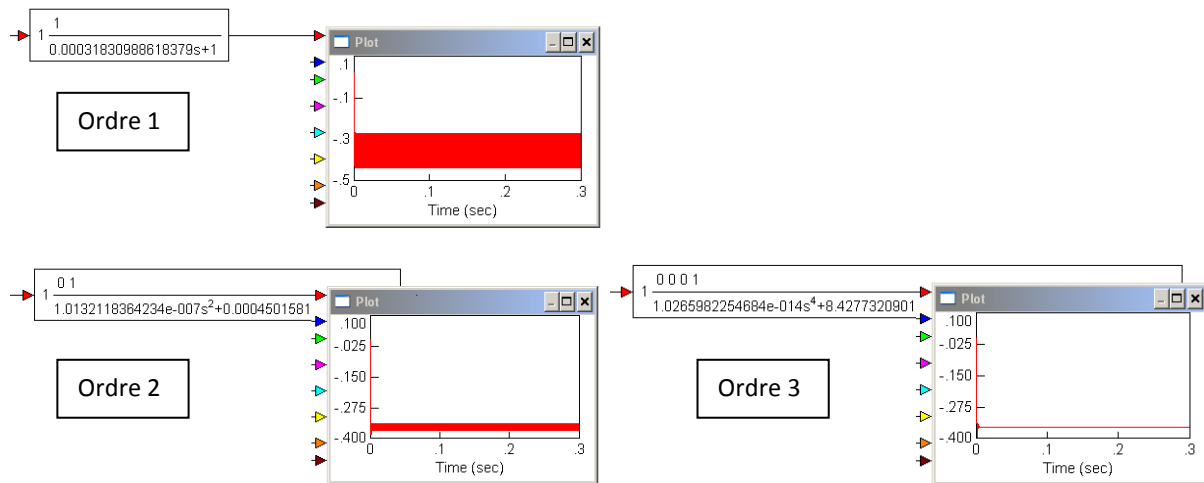 1
1
0.00031830988618379s+1
Ordre 1
Plot
.1
-.1
-.3
-.5
0
.1
.2
.3
Time (sec)
0 1
1
1.0132118364234e-007s²+0.0004501581
Ordre 2
Plot
.100
-.025
-.150
-.275
-.400
0
.1
.2
.3
Time (sec)
0 0 0 1
1
1.0265982254684e-014s⁴+8.4277320901
Ordre 3
Plot
.100
-.025
-.150
-.275
-.400
0
.1
.2
.3
Time (sec)